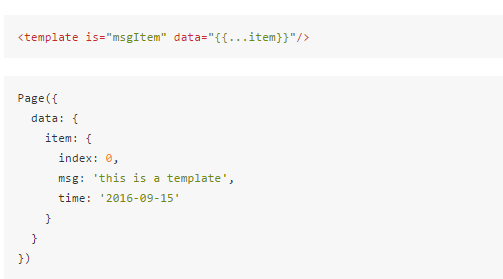 <template is="msgItem" data="{{...item}}"/>
Page({
  data: {
    item: {
      index: 0,
      msg: 'this is a template',
      time: '2016-09-15'
    }
  }
})